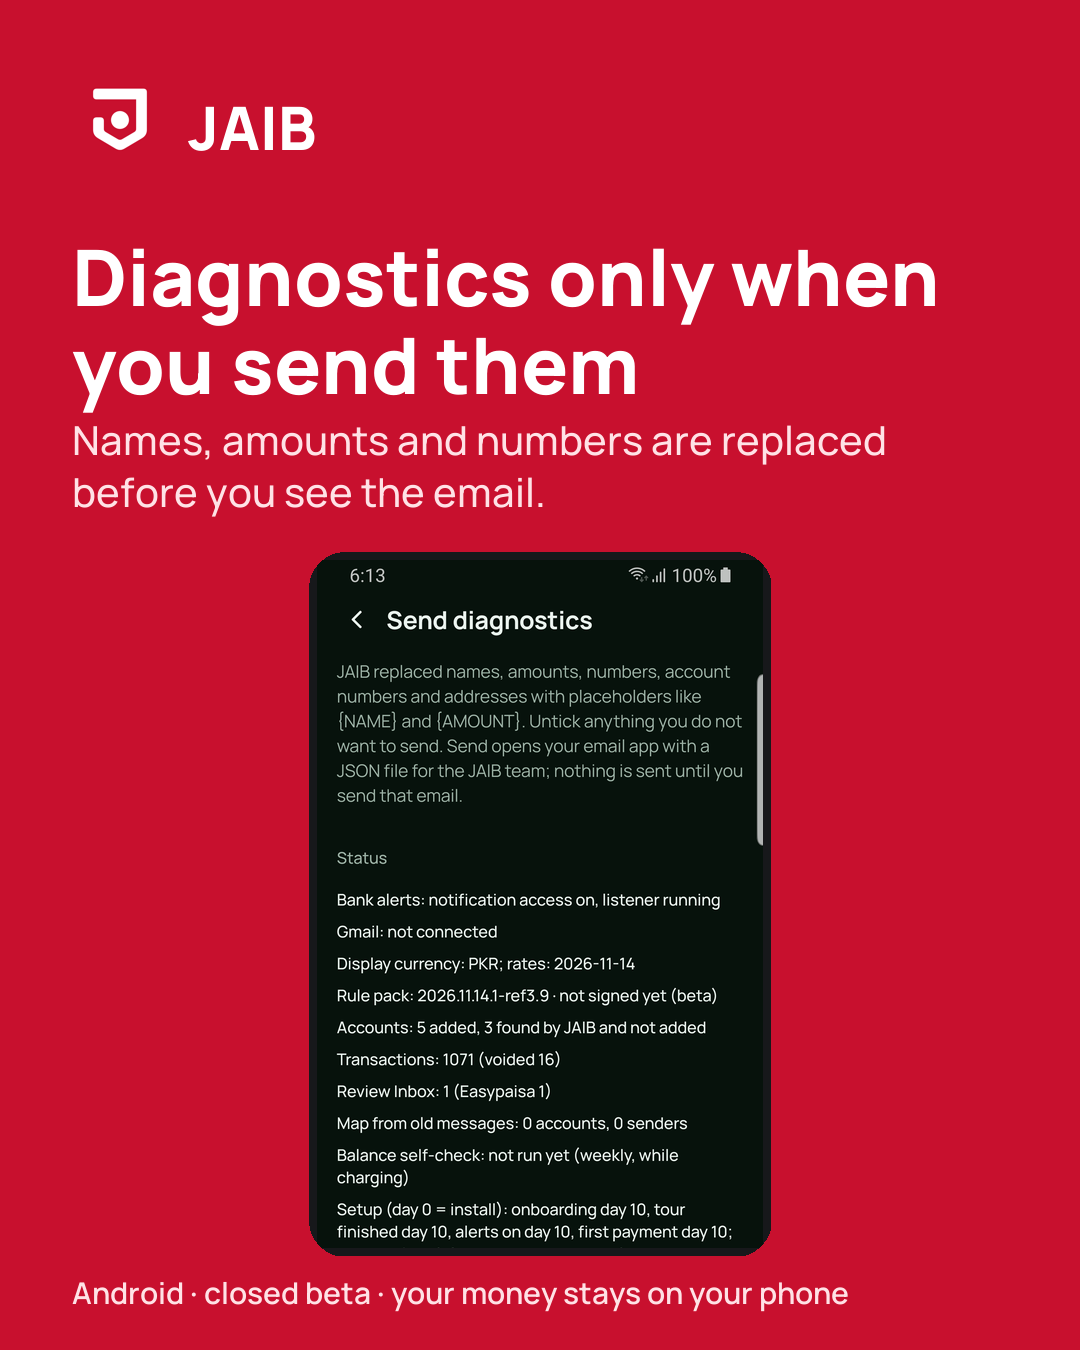 JAIB
Diagnostics only when
you send them
Names, amounts and numbers are replaced
before you see the email.
6:13
100%
Send diagnostics
JAIB replaced names, amounts, numbers, account
numbers and addresses with placeholders like
{NAME} and {AMOUNT}. Untick anything you do not
want to send. Send opens your email app with a
JSON file for the JAIB team; nothing is sent until you
send that email.
Status
Bank alerts: notification access on, listener running
Gmail: not connected
Display currency: PKR; rates: 2026-11-14
Rule pack: 2026.11.14.1-ref3.9 · not signed yet (beta)
Accounts: 5 added, 3 found by JAIB and not added
Transactions: 1071 (voided 16)
Review Inbox: 1 (Easypaisa 1)
Map from old messages: 0 accounts, 0 senders
Balance self-check: not run yet (weekly, while
charging)
Setup (day 0 = install): onboarding day 10, tour
finished day 10, alerts on day 10, first payment day 10;
Android · closed beta · your money stays on your phone